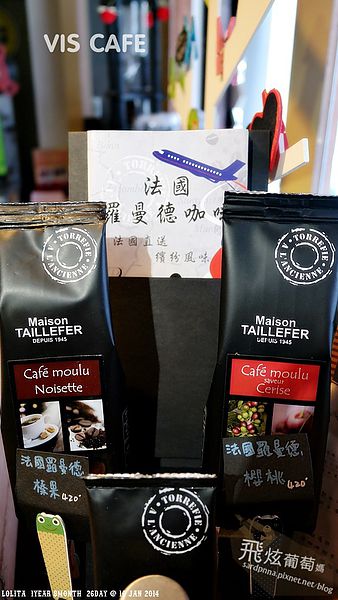 VIS CAFE
法國
羅曼德咖啡
法國直送
繽紛風味
TORREFIE
A L'ANCIENNE
Maison
TAILLEFER
DEPUIS 1945
Café moulu
Noisette
法國羅曼德
榛果 420
TORREFIE
A L'ANCIENNE
Maison
TAILLEFER
DEPUIS 1945
Café moulu
saveur
Cerise
法國羅曼德
櫻桃 420
TORREFIE
A L'ANCIENNE
飛炫葡萄媽
sardpnna.pixnet.net/blog
LOLITA 1YEAR 3MONTH 26DAY @ 1 JAN 2014